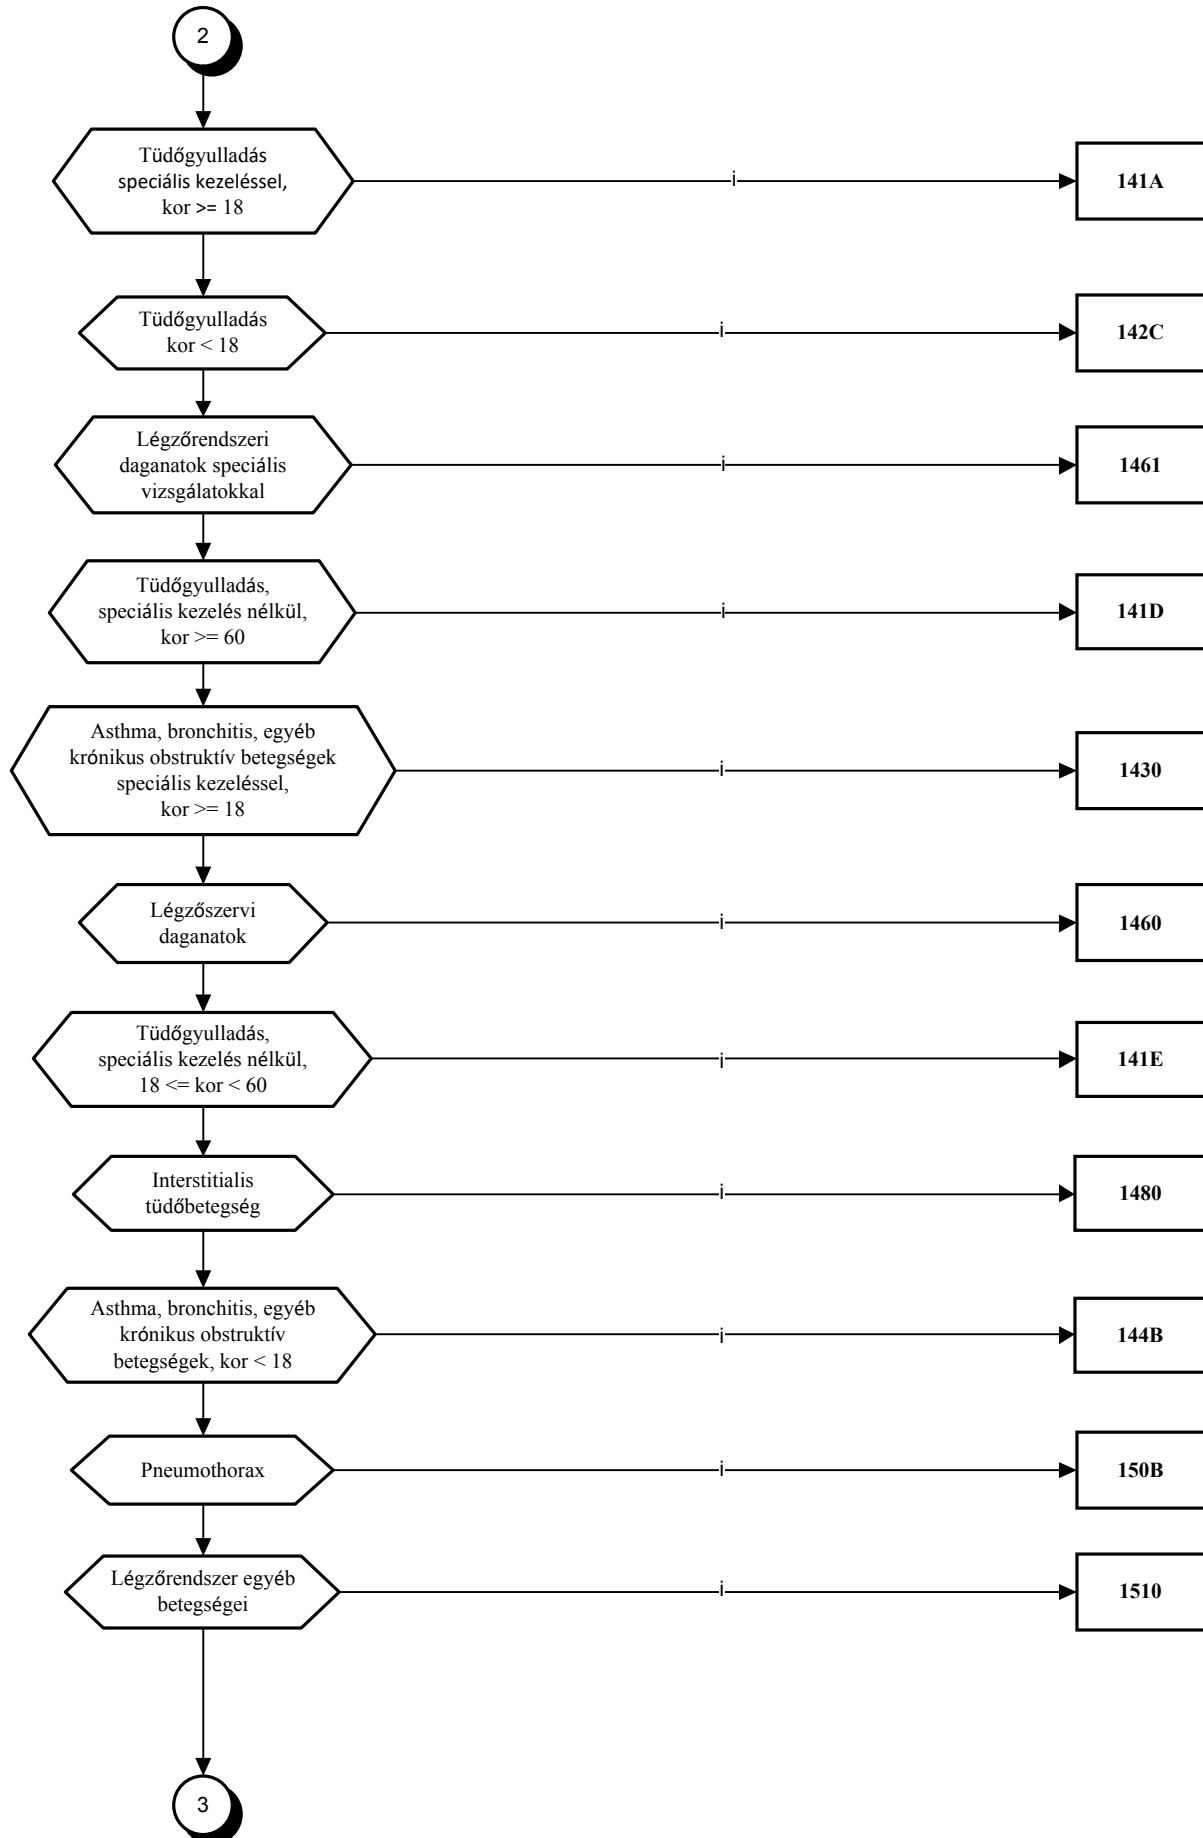 2
Tüdőgyulladás
speciális kezeléssel,
kor >= 18
i
141A
Tüdőgyulladás
kor < 18
i
142C
Légzőrendszeri
daganatok speciális
vizsgálatokkal
i
1461
Tüdőgyulladás,
speciális kezelés nélkül,
kor >= 60
i
141D
Asthma, bronchitis, egyéb
krónikus obstruktív betegségek
speciális kezeléssel,
kor >= 18
i
1430
Légzőszervi
daganatok
i
1460
Tüdőgyulladás,
speciális kezelés nélkül,
18 <= kor < 60
i
141E
Interstitialis
tüdőbetegség
i
1480
Asthma, bronchitis, egyéb
krónikus obstruktív
betegségek, kor < 18
i
144B
Pneumothorax
i
150B
Légzőrendszer egyéb
betegségei
i
1510
3